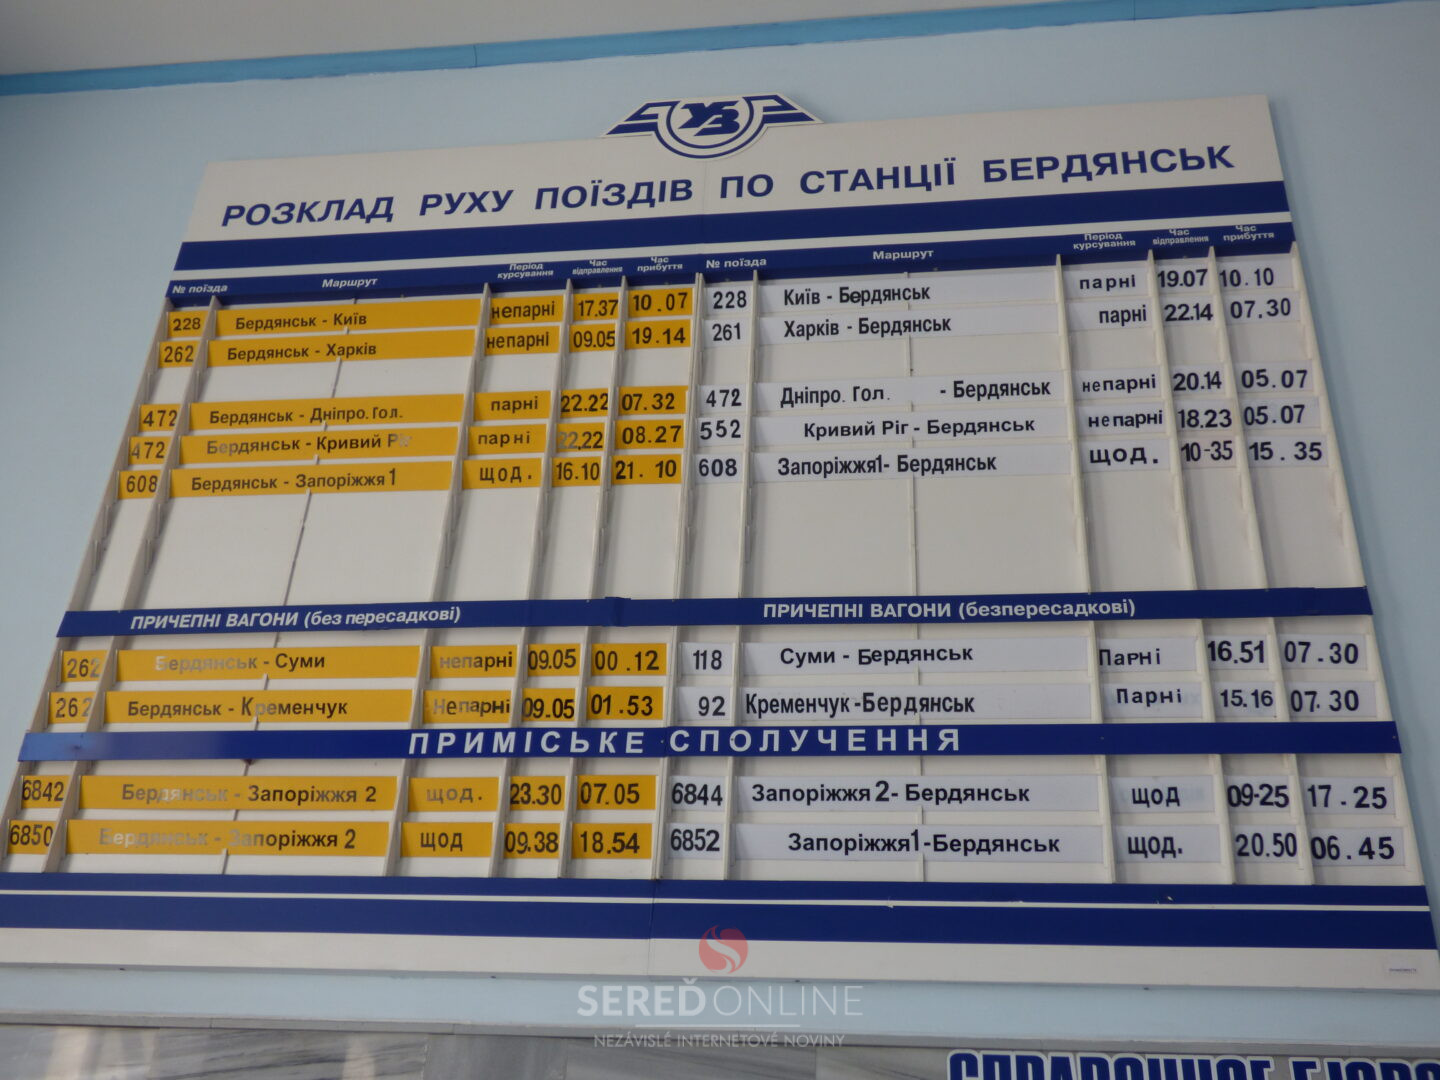 УЗ
РОЗКЛАД РУХУ ПОЇЗДІВ ПО СТАНЦІЇ БЕРДЯНСЬК
№ поїзда Маршрут Період курсування Час відправлення Час прибуття № поїзда Маршрут Період курсування Час відправлення Час прибуття
228 Бердянськ - Київ непарні 17.37 10.07 228 Київ - Бердянськ парні 19.07 10.10
262 Бердянськ - Харків непарні 09.05 19.14 261 Харків - Бердянськ парні 22.14 07.30
472 Бердянськ - Дніпро. Гол. парні 22.22 07.32 472 Дніпро. Гол. - Бердянськ непарні 20.14 05.07
472 Бердянськ - Кривий Ріг парні 22,22 08.27 552 Кривий Ріг - Бердянськ непарні 18.23 05.07
608 Бердянськ - Запоріжжя 1 щод. 16.10 21.10 608 Запоріжжя1- Бердянськ щод. 10-35 15.35
ПРИЧЕПНІ ВАГОНИ (без пересадкові) ПРИЧЕПНІ ВАГОНИ (безпересадкові)
262 Бердянськ - Суми непарні 09.05 00.12 118 Суми - Бердянськ Парні 16.51 07.30
262 Бердянськ - Кременчук Непарні 09.05 01.53 92 Кременчук -Бердянськ Парні 15.16 07.30
ПРИМІСЬКЕ СПОЛУЧЕННЯ
6842 Бердянськ - Запоріжжя 2 щод. 23.30 07.05 6844 Запоріжжя 2- Бердянськ щод 09-25 17.25
6850 Бердянськ - Запоріжжя 2 щод 09.38 18.54 6852 Запоріжжя1-Бердянськ щод. 20.50 06.45
SEREĎONLINE
NEZÁVISLÉ INTERNETOVÉ NOVINY
СПРАВОЧНОЕ БЮРО